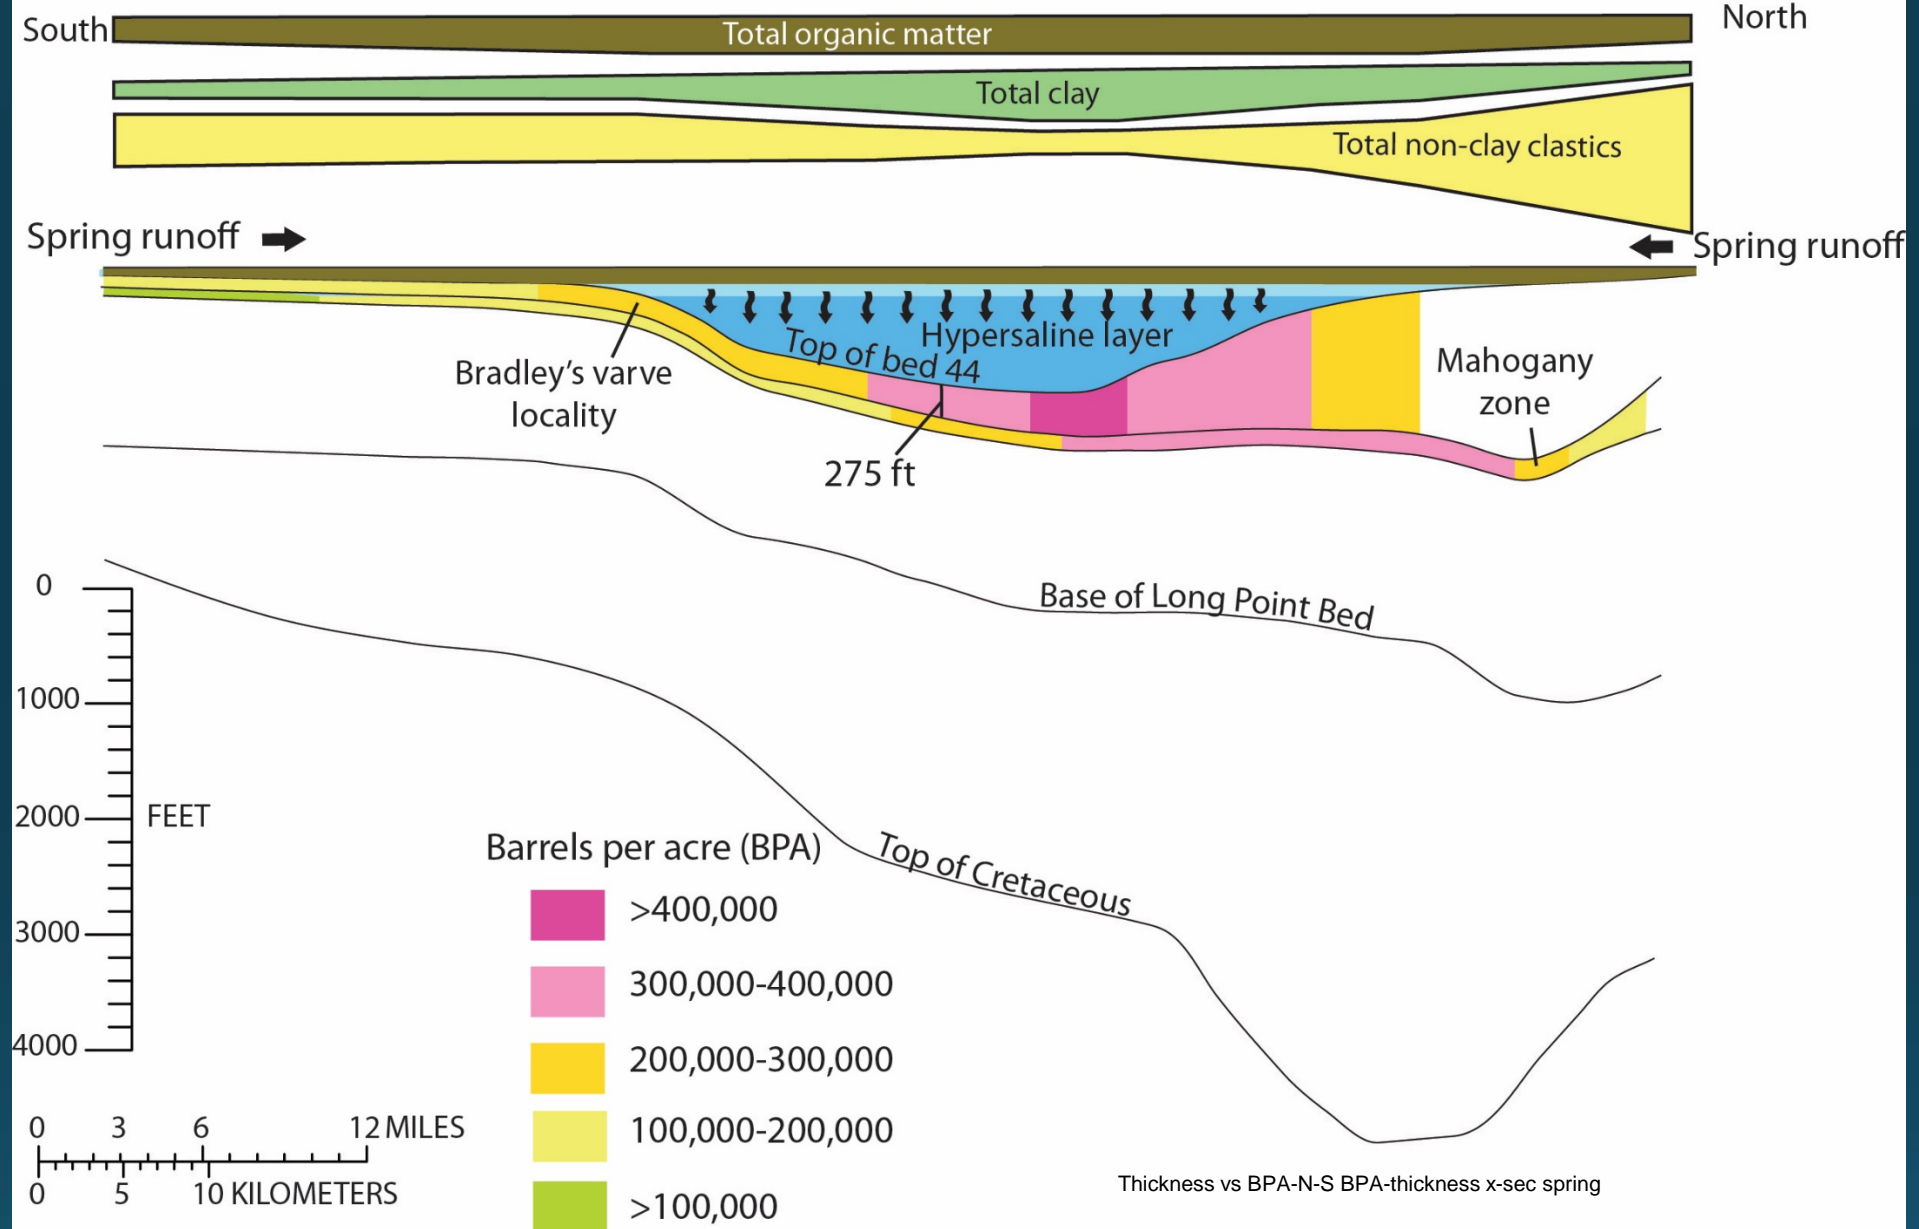 South
North
Total organic matter
Total clay
Total non-clay clastics
Spring runoff
Spring runoff
Hypersaline layer
Top of bed 44
Bradley's varve
locality
Mahogany
zone
275 ft
Base of Long Point Bed
0
1000
2000
FEET
3000
4000
Top of Cretaceous
Barrels per acre (BPA)
>400,000
300,000-400,000
200,000-300,000
100,000-200,000
>100,000
0 3 6 12 MILES
0 5 10 KILOMETERS
Thickness vs BPA-N-S BPA-thickness x-sec spring